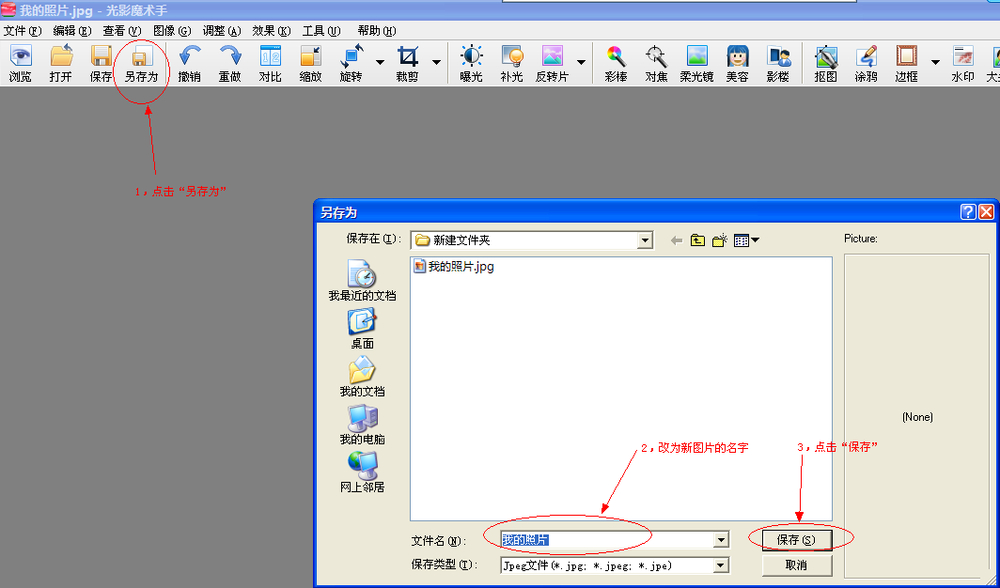 我的照片.jpg - 光影魔术手
文件(F) 编辑(E) 查看(V) 图像(G) 调整(A) 效果(K) 工具(U) 帮助(H)
浏览 打开 保存 另存为 撤销 重做 对比 缩放 旋转 裁剪 曝光 补光 反转片 彩棒 对焦 柔光镜 美容 影楼 抠图 涂鸦 边框 水印
1，点击“另存为”
另存为
保存在(I): 新建文件夹 Picture:
我的照片.jpg
我最近的文档
桌面
我的文档
(None)
我的电脑
2，改为新图片的名字 3，点击“保存”
网上邻居
文件名(N): 我的照片 保存(S)
保存类型(T): Jpeg文件(*.jpg; *.jpeg; *.jpe) 取消